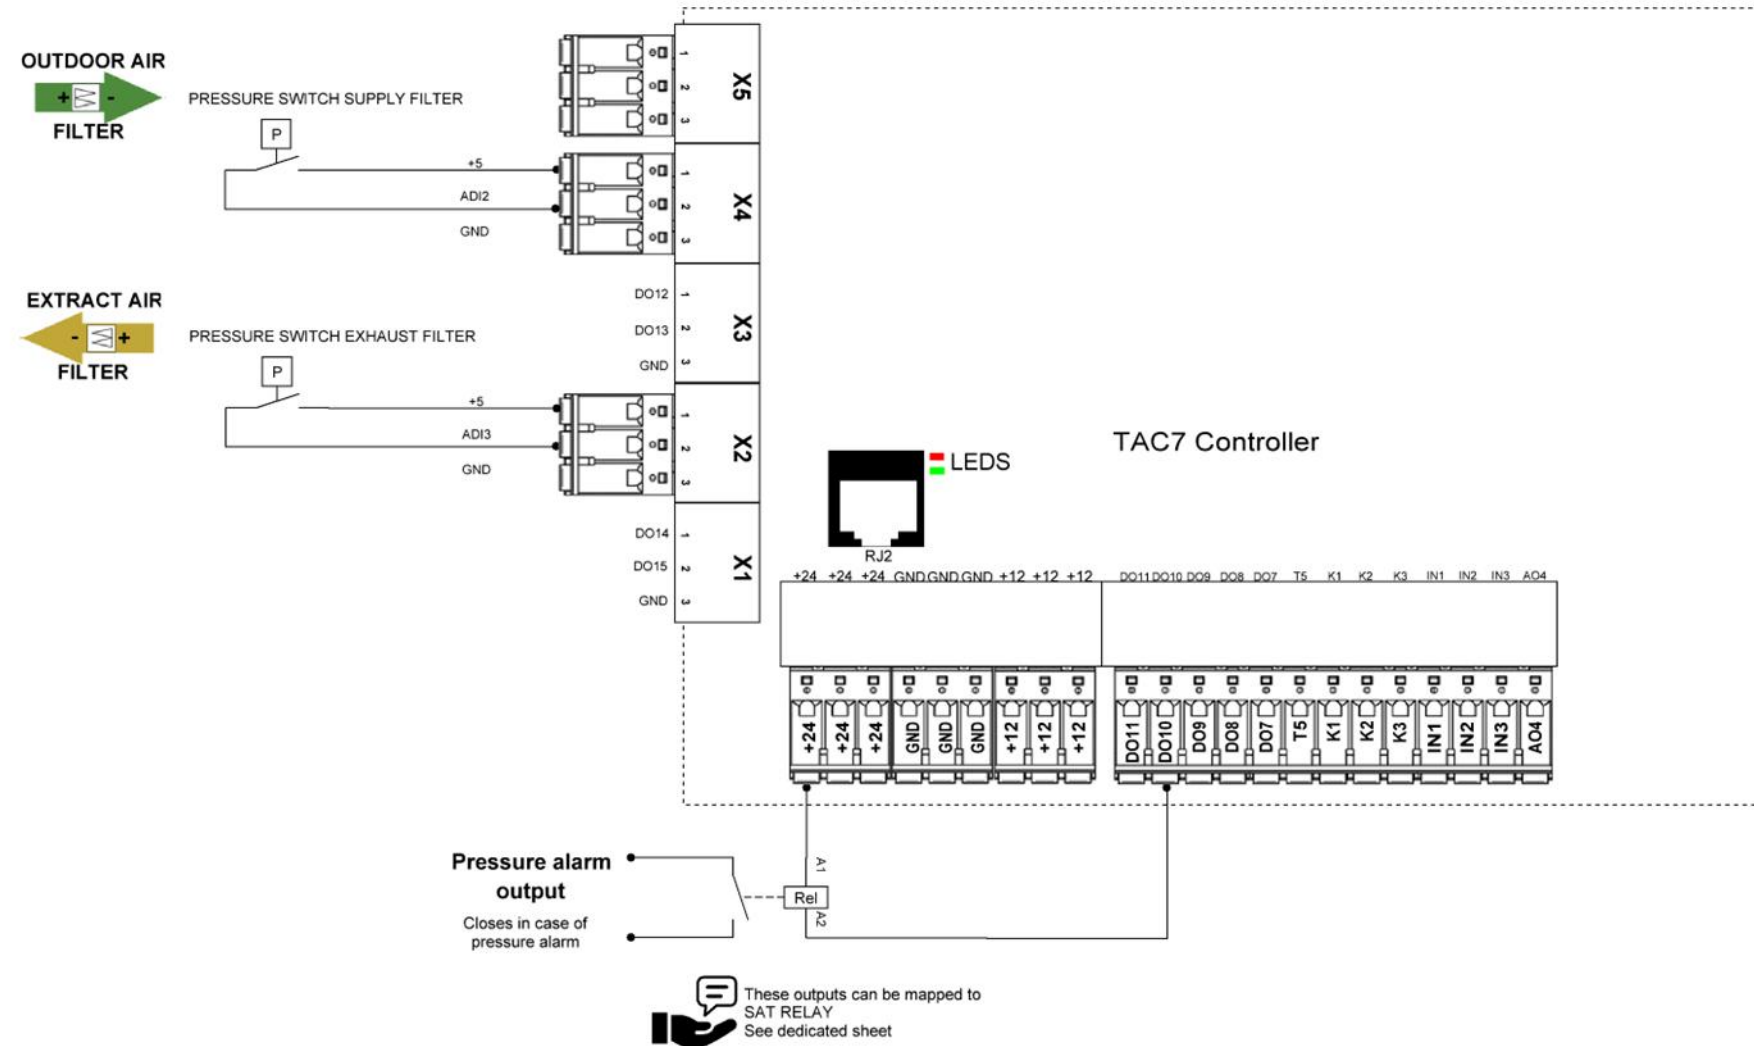 OUTDOOR AIR
+ -
FILTER
PRESSURE SWITCH SUPPLY FILTER
P
+5
ADI2
GND
1
2
3
X5
1
2
3
X4
EXTRACT AIR
- +
FILTER
PRESSURE SWITCH EXHAUST FILTER
P
+5
ADI3
GND
DO12 1
DO13 2
GND 3
X3
1
2
3
X2
DO14 1
DO15 2
GND 3
X1
TAC7 Controller
LEDS
RJ2
+24 +24 +24 GND GND GND +12 +12 +12 DO11 DO10 DO9 DO8 DO7 T5 K1 K2 K3 IN1 IN2 IN3 AO4
+24 +24 +24 GND GND GND +12 +12 +12 DO11 DO10 DO9 DO8 DO7 T5 K1 K2 K3 IN1 IN2 IN3 AO4
Pressure alarm
output
Closes in case of
pressure alarm
A1
Rel
A2
These outputs can be mapped to
SAT RELAY
See dedicated sheet